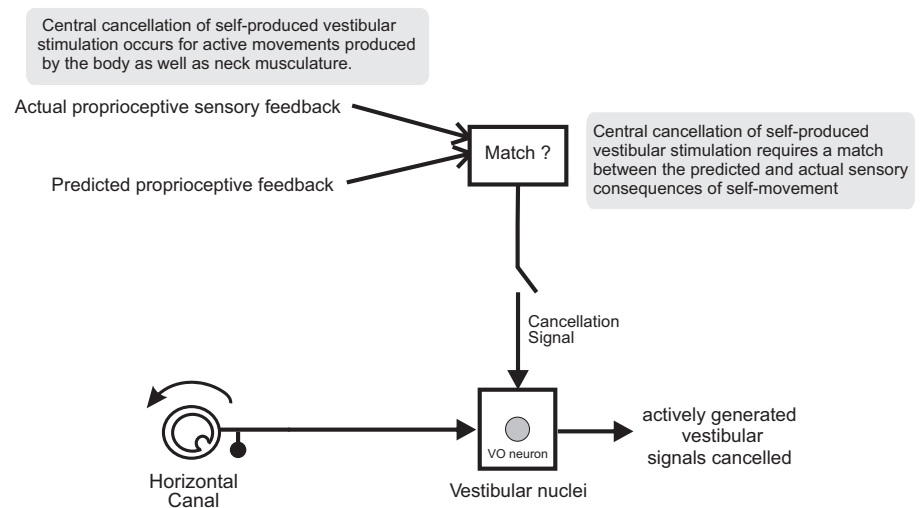 Central cancellation of self-produced vestibular
stimulation occurs for active movements produced
by the body as well as neck musculature.
Actual proprioceptive sensory feedback
Match ?
Central cancellation of self-produced
vestibular stimulation requires a match
between the predicted and actual sensory
consequences of self-movement
Predicted proprioceptive feedback
Cancellation
Signal
actively generated
vestibular
signals cancelled
VO neuron
Horizontal
Canal
Vestibular nuclei